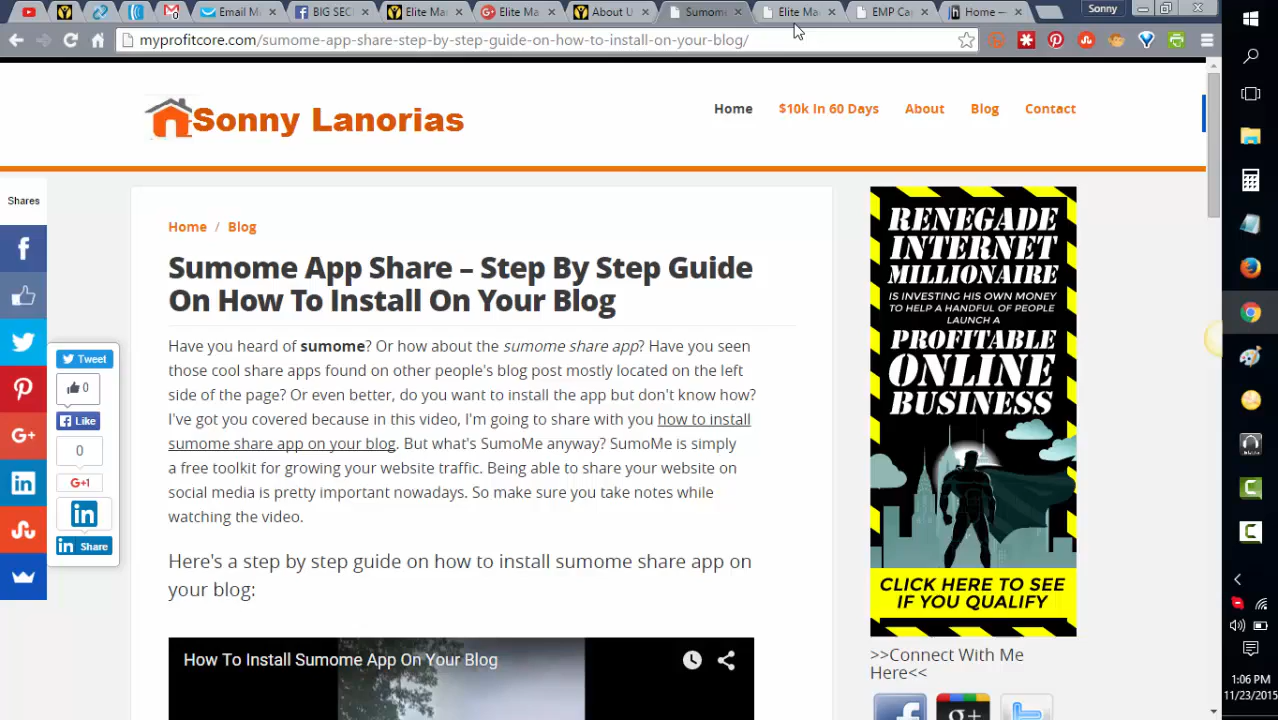 Email M
BIG SEC
Elite Ma
Elite Ma
About U
Sumome
Elite Ma
EMP Ca
Home —
Sonny
myprofitcore.com/sumome-app-share-step-by-step-guide-on-how-to-install-on-your-blog/
Sonny Lanorias
Home
$10k In 60 Days
About
Blog
Contact
Shares
Home / Blog
Sumome App Share – Step By Step Guide
On How To Install On Your Blog
Have you heard of sumome? Or how about the sumome share app? Have you seen
those cool share apps found on other people's blog post mostly located on the left
side of the page? Or even better, do you want to install the app but don't know how?
I've got you covered because in this video, I'm going to share with you how to install
sumome share app on your blog. But what's SumoMe anyway? SumoMe is simply
a free toolkit for growing your website traffic. Being able to share your website on
social media is pretty important nowadays. So make sure you take notes while
watching the video.
Here's a step by step guide on how to install sumome share app on
your blog:
How To Install Sumome App On Your Blog
Tweet
0
Like
0
G+1
in
in Share
G+
in
RENEGADE
INTERNET
MILLIONAIRE
IS INVESTING HIS OWN MONEY
TO HELP A HANDFUL OF PEOPLE
LAUNCH A
PROFITABLE
ONLINE
BUSINESS
CLICK HERE TO SEE
IF YOU QUALIFY
>>Connect With Me
Here<<
1:06 PM
11/23/2015